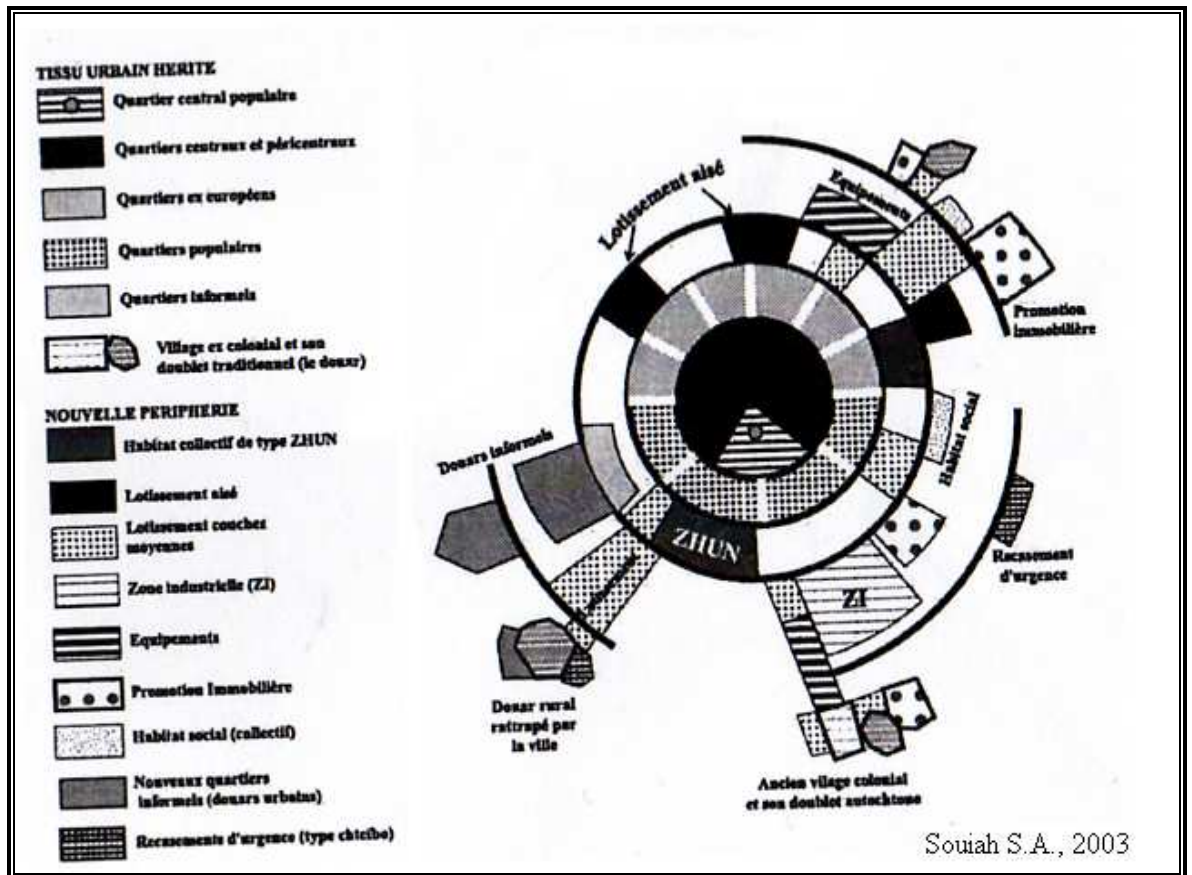 TISSU URBAIN HERITE
Quartier central populaire
Quartiers centraux et péricentraux
Quartiers ex européens
Quartiers populaires
Quartiers informels
Village ex colonial et son
doublet traditionnel (le douar)
NOUVELLE PERIPHERIE
Habitat collectif de type ZHUN
Lotissement aisé
Lotissement couches
moyennes
Zone industrielle (ZI)
Equipements
Promotion Immobilière
Habitat social (collectif)
Nouveaux quartiers
informels (douars urbains)
Recasements d'urgence (type chteibo)
Lotissement aisé
Equipements
Promotion
immobilière
Habitat social
Recasement
d'urgence
Douars informels
ZHUN
ZI
Douar rural
rattrapé par
la ville
Ancien vilage colonial
et son doublet autochtone
Souiah S.A., 2003